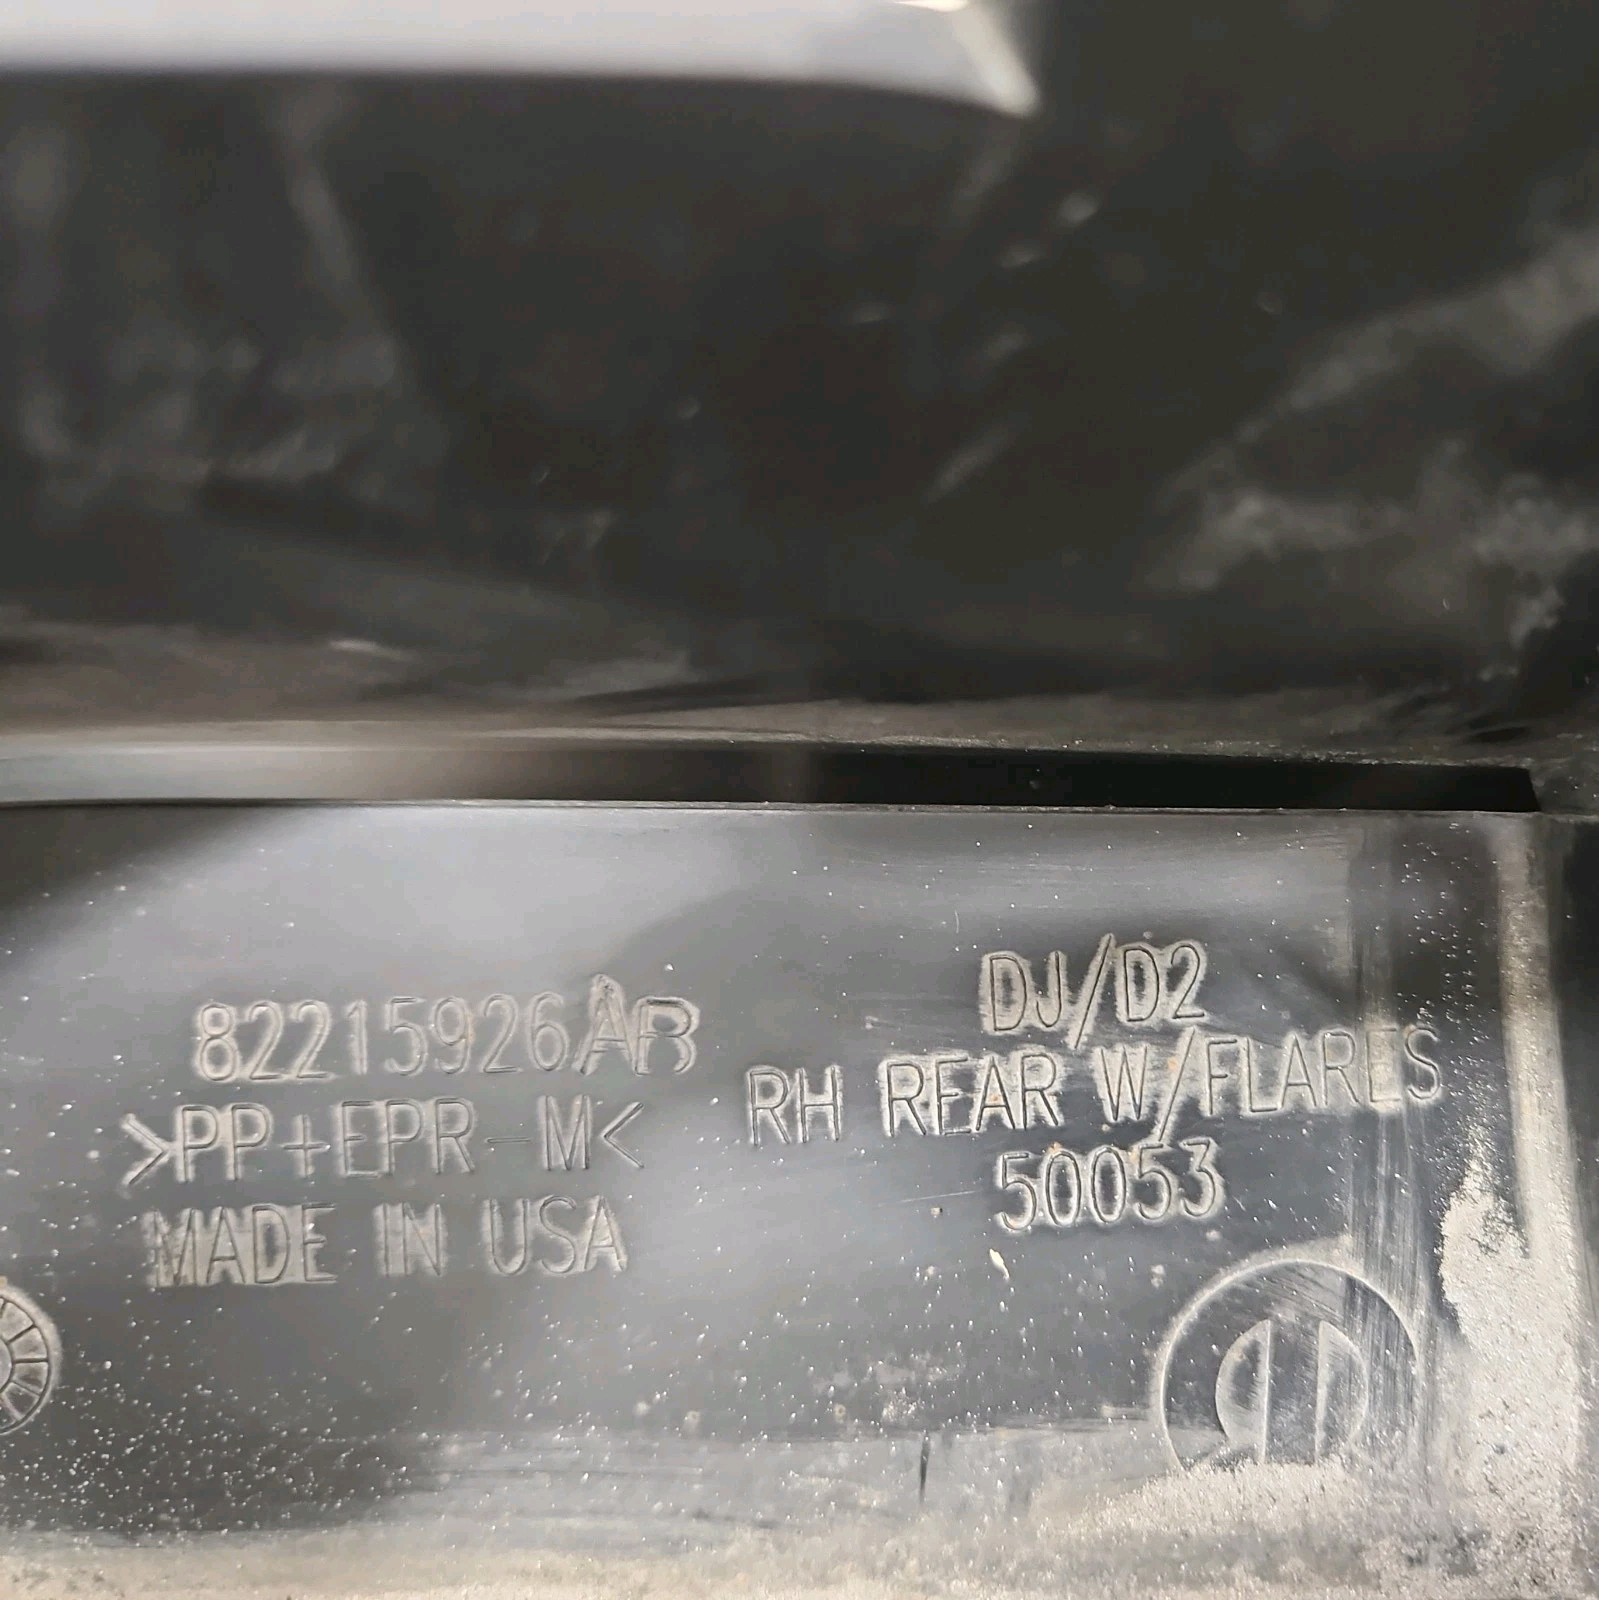 82215926AB
>PP+EPR-M<
MADE IN USA
DJ/D2
RH REAR W/FLARES
50053